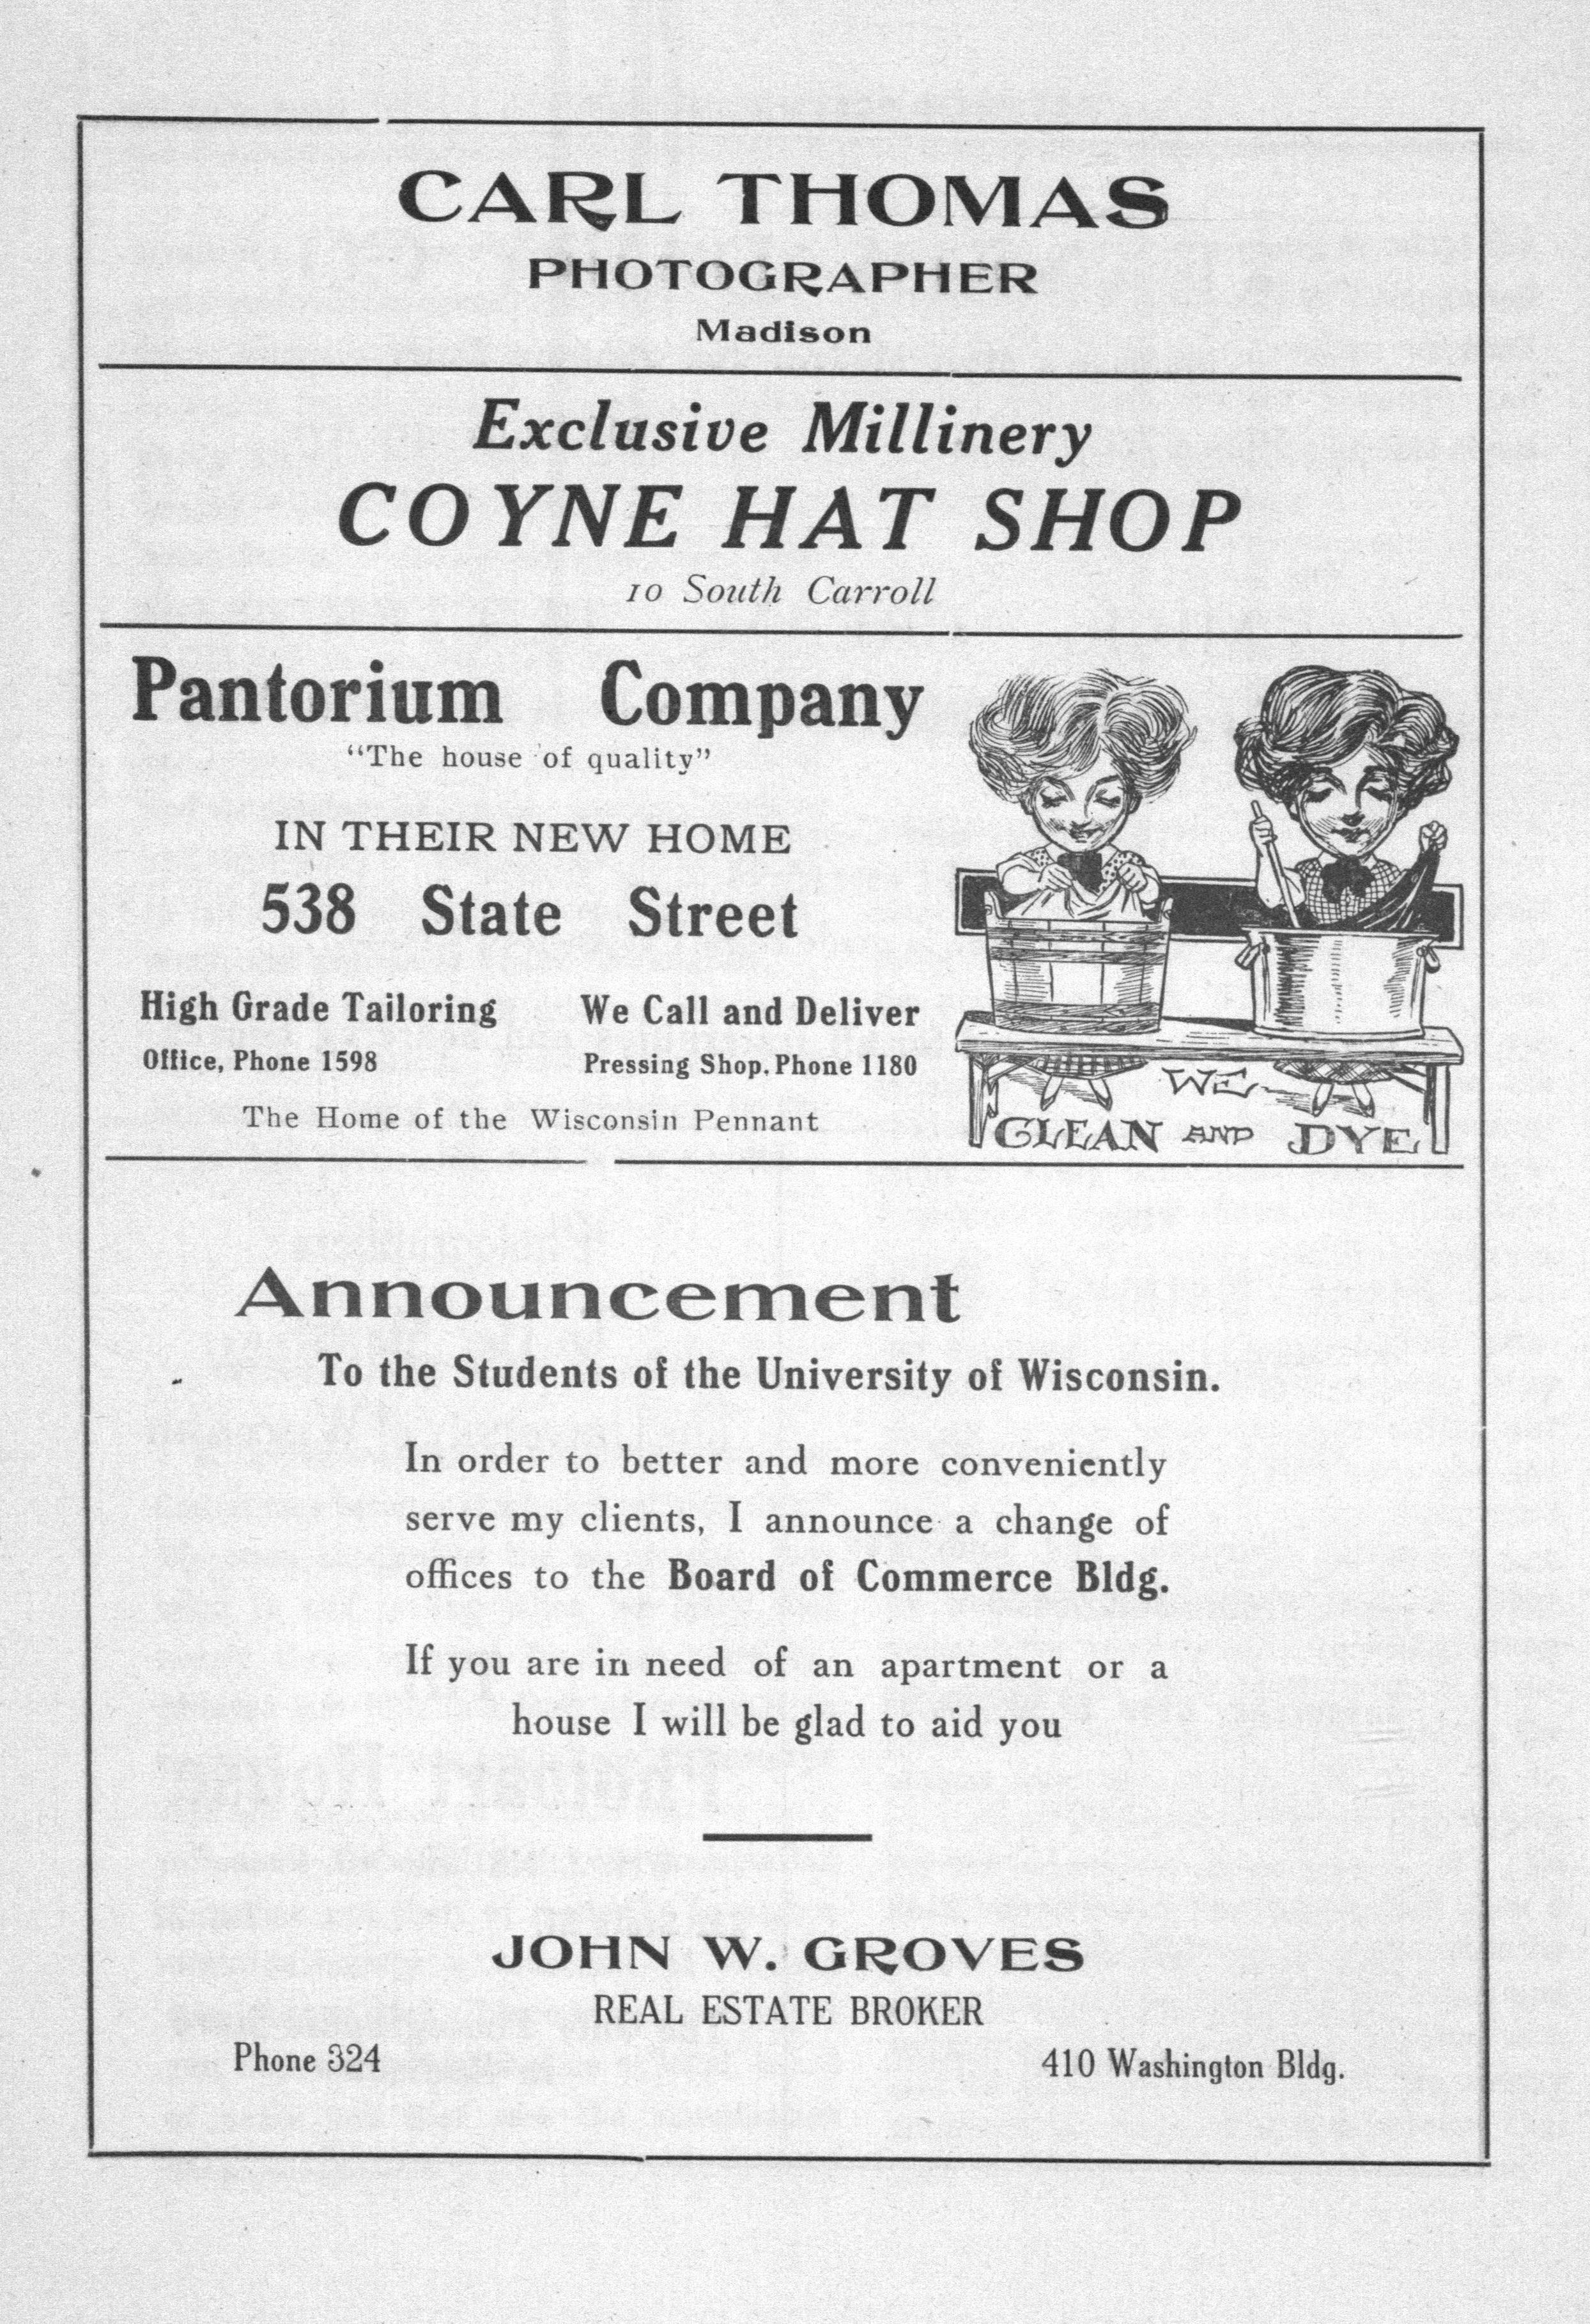 CARL THOMAS
PHOTOGRAPHER
Madison
Exclusive Millinery
COYNE HAT SHOP
10 South Carroll
Pantorium Company
"The house of quality"
IN THEIR NEW HOME
538 State Street
High Grade Tailoring We Call and Deliver
Office, Phone 1598 Pressing Shop, Phone 1180
The Home of the Wisconsin Pennant
WE
CLEAN AND DYE
Announcement
To the Students of the University of Wisconsin.
In order to better and more conveniently
serve my clients, I announce a change of
offices to the Board of Commerce Bldg.
If you are in need of an apartment or a
house I will be glad to aid you
JOHN W. GROVES
REAL ESTATE BROKER
Phone 324 410 Washington Bldg.